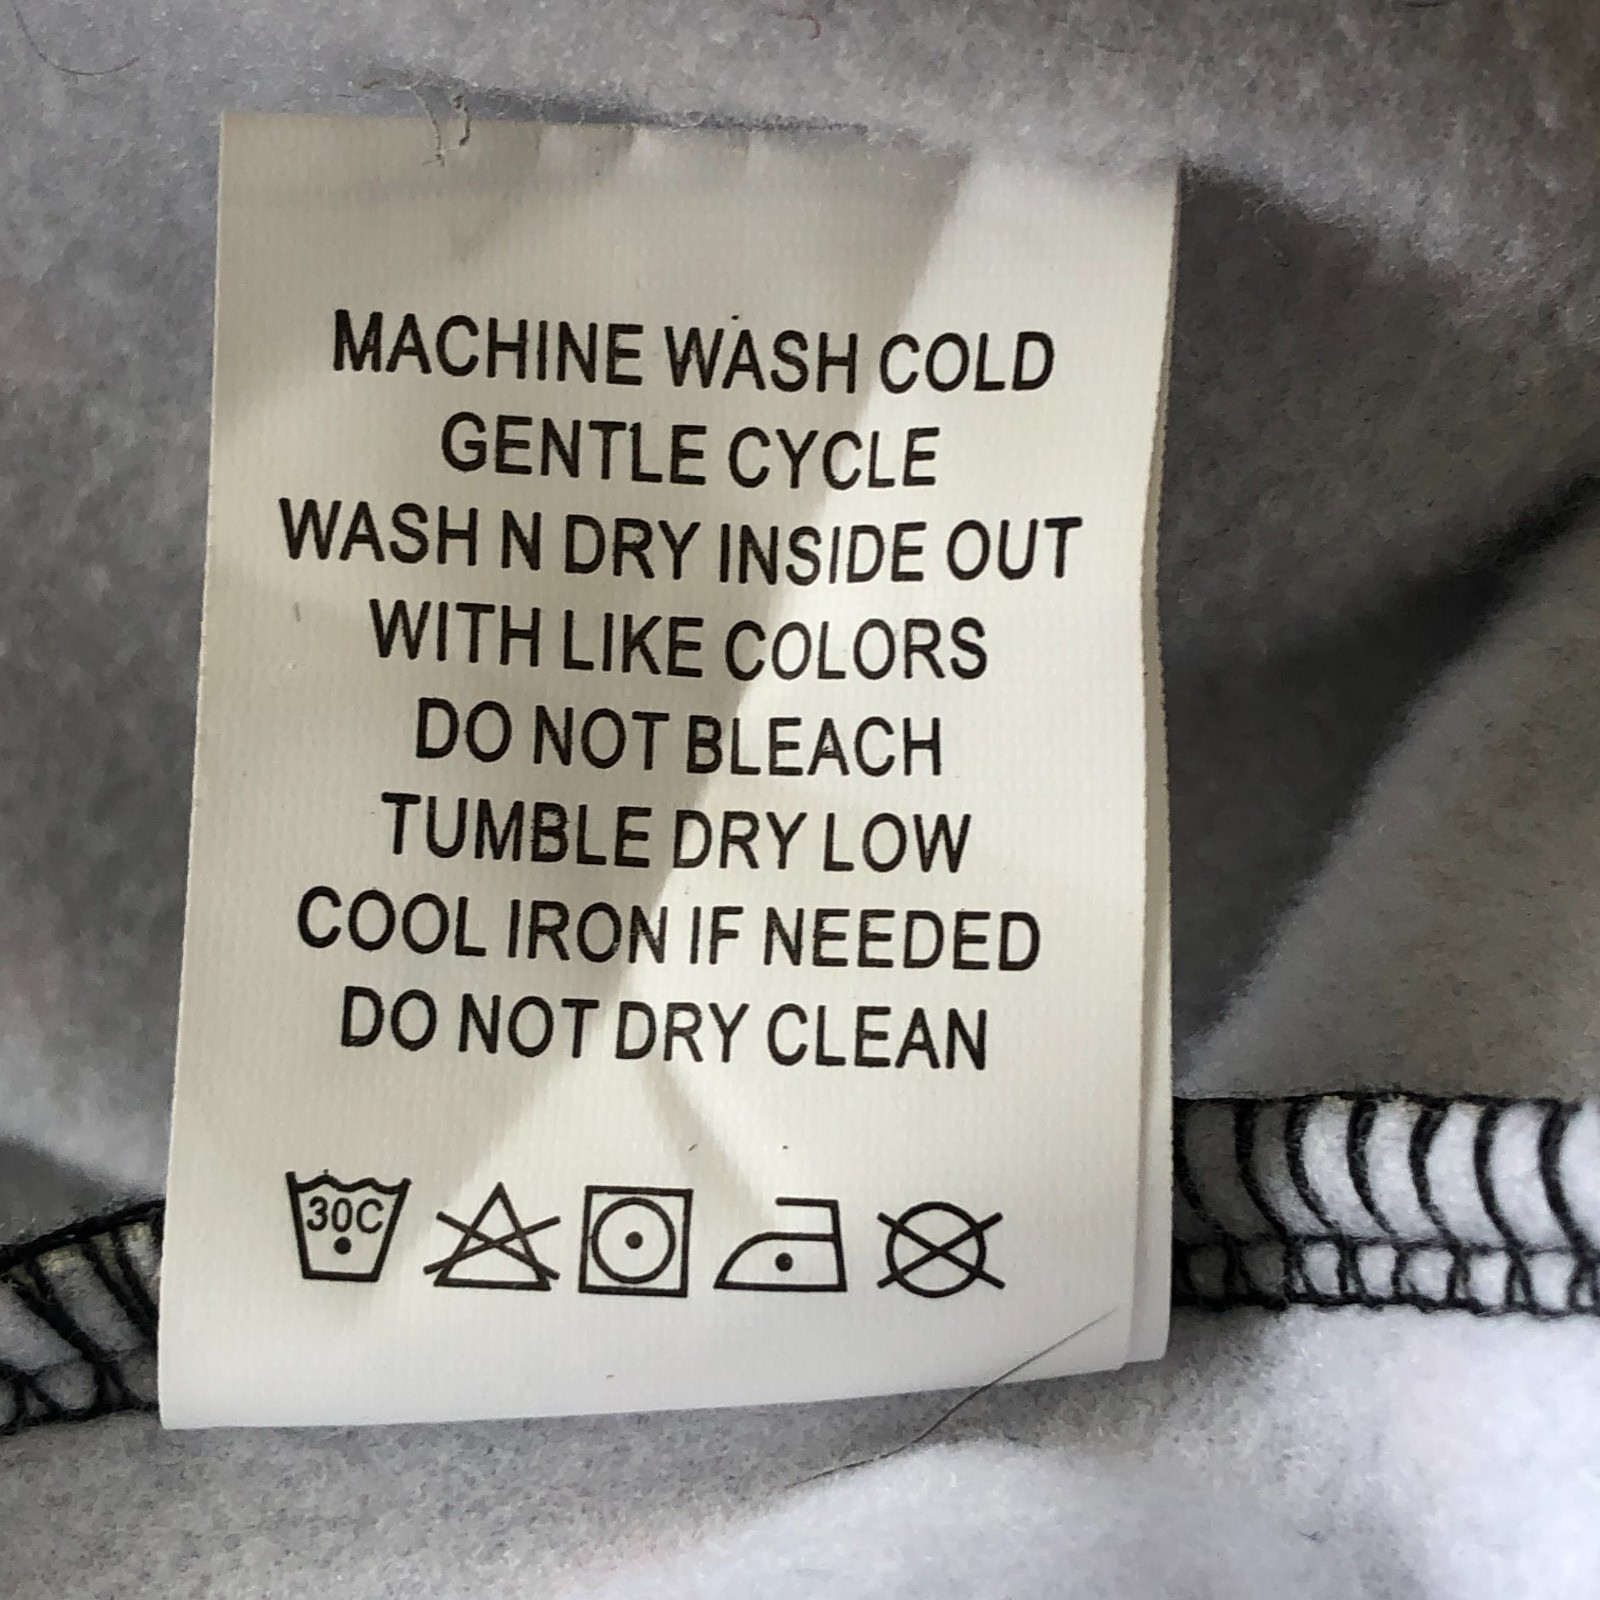 MACHINE WASH COLD
GENTLE CYCLE
WASH N DRY INSIDE OUT
WITH LIKE COLORS
DO NOT BLEACH
TUMBLE DRY LOW
COOL IRON IF NEEDED
DO NOT DRY CLEAN
30C